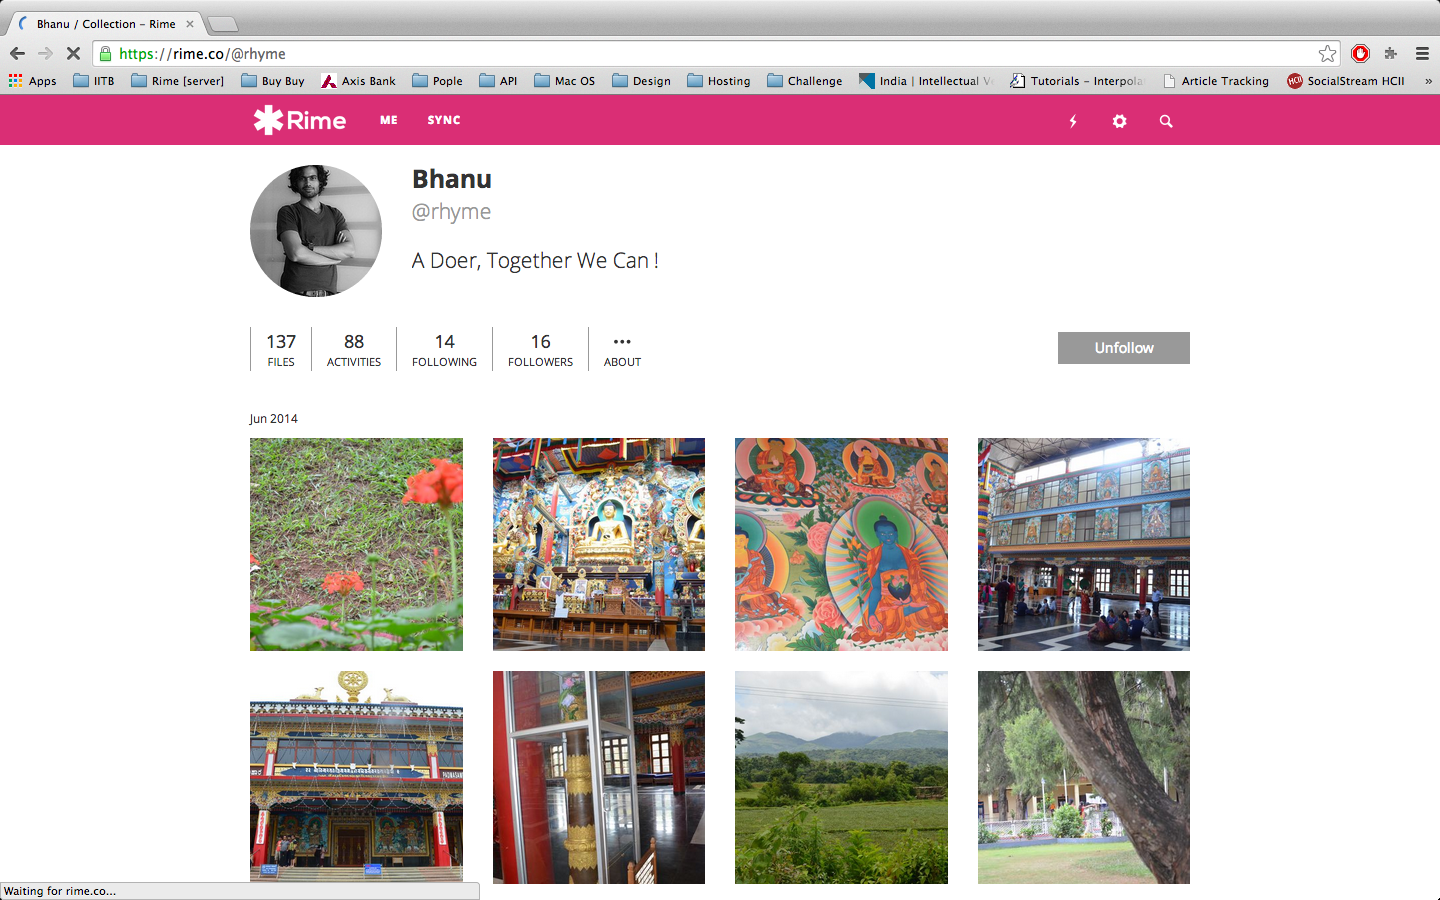 Bhanu / Collection – Rime
https://rime.co/@rhyme
Apps IITB Rime [server] Buy Buy Axis Bank Pople API Mac OS Design Hosting Challenge India | Intellectual Tutorials – Interpola Article Tracking HCII SocialStream HCII »
Rime ME SYNC
Bhanu
@rhyme
A Doer, Together We Can !
137 88 14 16 •••
FILES ACTIVITIES FOLLOWING FOLLOWERS ABOUT
Unfollow
Jun 2014
Waiting for rime.co...